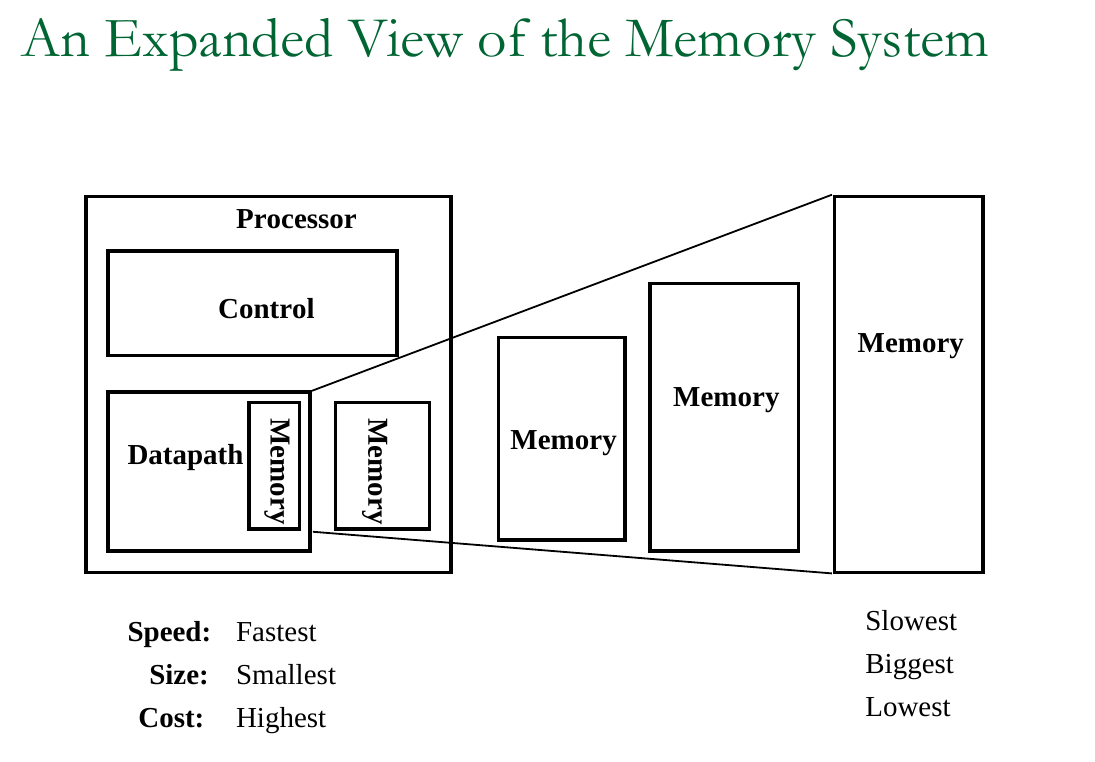 An Expanded View of the Memory System
Processor
Control
Datapath
Memory
Memory
Memory
Memory
Memory
Speed: Fastest
Size: Smallest
Cost: Highest
Slowest
Biggest
Lowest